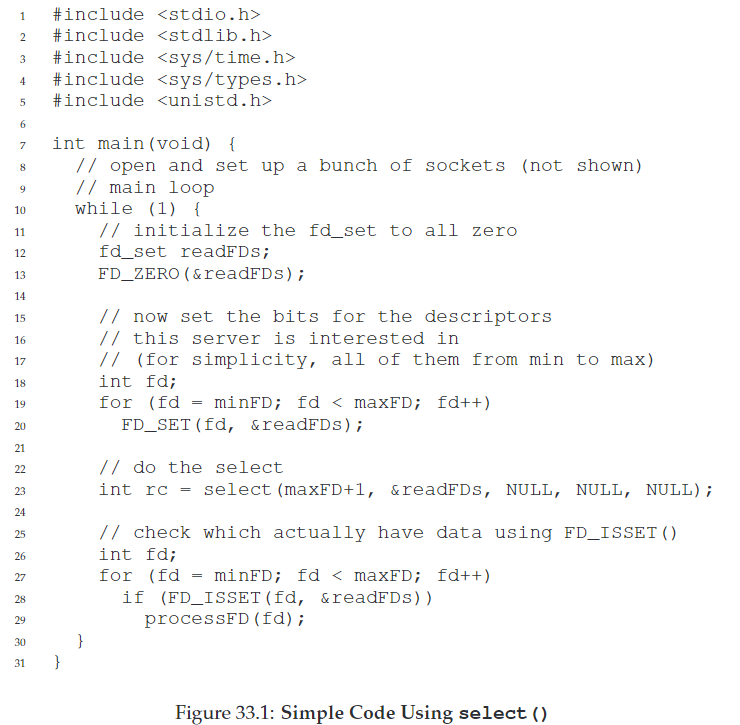 1 #include <stdio.h>
2 #include <stdlib.h>
3 #include <sys/time.h>
4 #include <sys/types.h>
5 #include <unistd.h>
6
7 int main(void) {
8 // open and set up a bunch of sockets (not shown)
9 // main loop
10 while (1) {
11 // initialize the fd_set to all zero
12 fd_set readFDs;
13 FD_ZERO(&readFDs);
14
15 // now set the bits for the descriptors
16 // this server is interested in
17 // (for simplicity, all of them from min to max)
18 int fd;
19 for (fd = minFD; fd < maxFD; fd++)
20 FD_SET(fd, &readFDs);
21
22 // do the select
23 int rc = select(maxFD+1, &readFDs, NULL, NULL, NULL);
24
25 // check which actually have data using FD_ISSET()
26 int fd;
27 for (fd = minFD; fd < maxFD; fd++)
28 if (FD_ISSET(fd, &readFDs))
29 processFD(fd);
30 }
31 }
Figure 33.1: Simple Code Using select()